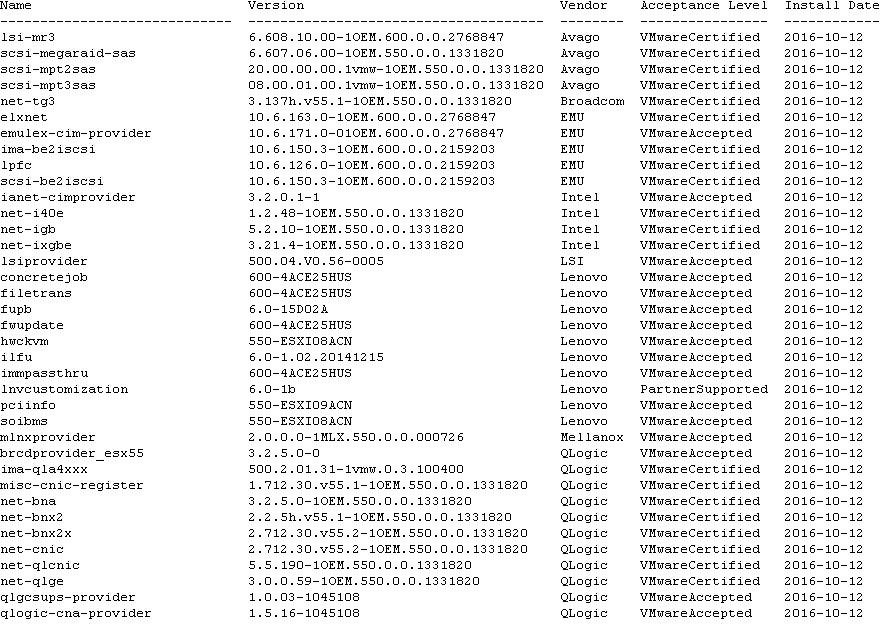 Name                           Version                                Vendor    Acceptance Level  Install Date
-----------------------------  -------------------------------------  --------  ----------------  ------------
lsi-mr3                        6.608.10.00-1OEM.600.0.0.2768847       Avago     VMwareCertified   2016-10-12
scsi-megaraid-sas              6.607.06.00-1OEM.550.0.0.1331820       Avago     VMwareCertified   2016-10-12
scsi-mpt2sas                   20.00.00.00.1vmw-1OEM.550.0.0.1331820  Avago     VMwareCertified   2016-10-12
scsi-mpt3sas                   08.00.01.00.1vmw-1OEM.550.0.0.1331820  Avago     VMwareCertified   2016-10-12
net-tg3                        3.137h.v55.1-1OEM.550.0.0.1331820      Broadcom  VMwareCertified   2016-10-12
elxnet                         10.6.163.0-1OEM.600.0.0.2768847        EMU       VMwareCertified   2016-10-12
emulex-cim-provider            10.6.171.0-01OEM.600.0.0.2768847       EMU       VMwareAccepted    2016-10-12
ima-be2iscsi                   10.6.150.3-1OEM.600.0.0.2159203        EMU       VMwareCertified   2016-10-12
lpfc                           10.6.126.0-1OEM.600.0.0.2159203        EMU       VMwareCertified   2016-10-12
scsi-be2iscsi                  10.6.150.3-1OEM.600.0.0.2159203        EMU       VMwareCertified   2016-10-12
ianet-cimprovider              3.2.0.1-1                              Intel     VMwareAccepted    2016-10-12
net-i40e                       1.2.48-1OEM.550.0.0.1331820            Intel     VMwareCertified   2016-10-12
net-igb                        5.2.10-1OEM.550.0.0.1331820            Intel     VMwareCertified   2016-10-12
net-ixgbe                      3.21.4-1OEM.550.0.0.1331820            Intel     VMwareCertified   2016-10-12
lsiprovider                    500.04.V0.56-0005                      LSI       VMwareAccepted    2016-10-12
concretejob                    600-4ACE25HUS                          Lenovo    VMwareAccepted    2016-10-12
filetrans                      600-4ACE25HUS                          Lenovo    VMwareAccepted    2016-10-12
fupb                           6.0-15D02A                             Lenovo    VMwareAccepted    2016-10-12
fwupdate                       600-4ACE25HUS                          Lenovo    VMwareAccepted    2016-10-12
hwckvm                         550-ESXI08ACN                          Lenovo    VMwareAccepted    2016-10-12
ilfu                           6.0-1.02.20141215                      Lenovo    VMwareAccepted    2016-10-12
immpassthru                    600-4ACE25HUS                          Lenovo    VMwareAccepted    2016-10-12
lnvcustomization               6.0-1b                                 Lenovo    PartnerSupported  2016-10-12
pciinfo                        550-ESXI09ACN                          Lenovo    VMwareAccepted    2016-10-12
soibms                         550-ESXI08ACN                          Lenovo    VMwareAccepted    2016-10-12
mlnxprovider                   2.0.0.0-1MLX.550.0.0.000726            Mellanox  VMwareAccepted    2016-10-12
brcdprovider_esx55             3.2.5.0-0                              QLogic    VMwareAccepted    2016-10-12
ima-qla4xxx                    500.2.01.31-1vmw.0.3.100400            QLogic    VMwareCertified   2016-10-12
misc-cnic-register             1.712.30.v55.1-1OEM.550.0.0.1331820    QLogic    VMwareCertified   2016-10-12
net-bna                        3.2.5.0-1OEM.550.0.0.1331820           QLogic    VMwareCertified   2016-10-12
net-bnx2                       2.2.5h.v55.1-1OEM.550.0.0.1331820      QLogic    VMwareCertified   2016-10-12
net-bnx2x                      2.712.30.v55.2-1OEM.550.0.0.1331820    QLogic    VMwareCertified   2016-10-12
net-cnic                       2.712.30.v55.2-1OEM.550.0.0.1331820    QLogic    VMwareCertified   2016-10-12
net-qlcnic                     5.5.190-1OEM.550.0.0.1331820           QLogic    VMwareCertified   2016-10-12
net-qlge                       3.0.0.59-1OEM.550.0.0.1331820          QLogic    VMwareCertified   2016-10-12
qlgcsups-provider              1.0.03-1045108                         QLogic    VMwareAccepted    2016-10-12
qlogic-cna-provider            1.5.16-1045108                         QLogic    VMwareAccepted    2016-10-12